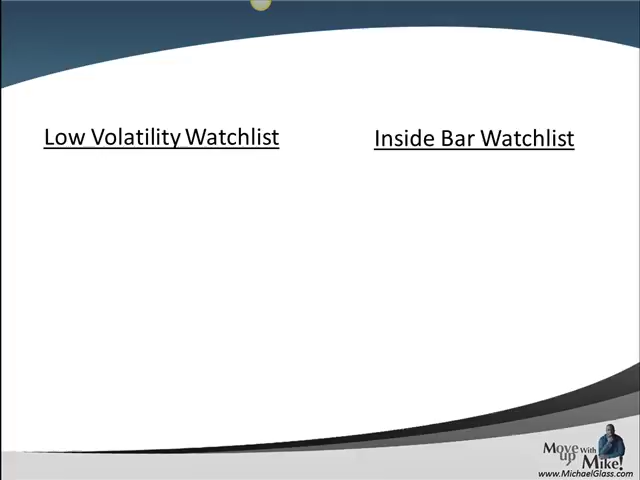 Low Volatility Watchlist
Inside Bar Watchlist
Move With
up Mike!
www.MichaelGlass.com